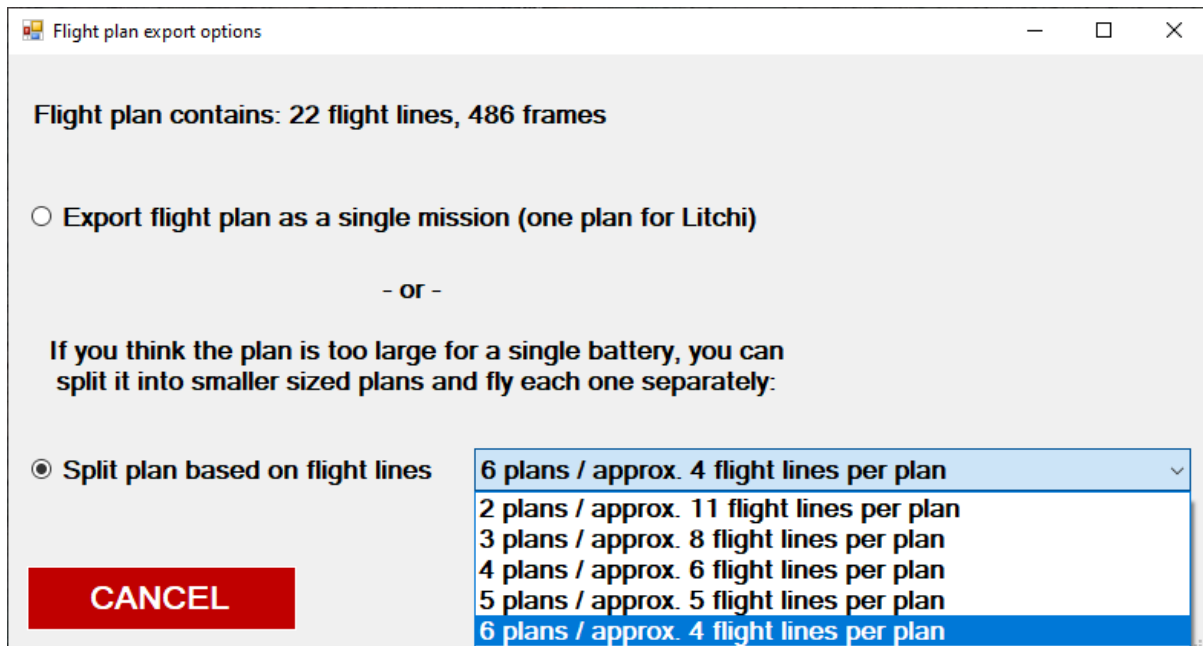 Flight plan export options
Flight plan contains: 22 flight lines, 486 frames
Export flight plan as a single mission (one plan for Litchi)
- or -
If you think the plan is too large for a single battery, you can
split it into smaller sized plans and fly each one separately:
Split plan based on flight lines
6 plans / approx. 4 flight lines per plan
2 plans / approx. 11 flight lines per plan
3 plans / approx. 8 flight lines per plan
4 plans / approx. 6 flight lines per plan
5 plans / approx. 5 flight lines per plan
6 plans / approx. 4 flight lines per plan
CANCEL